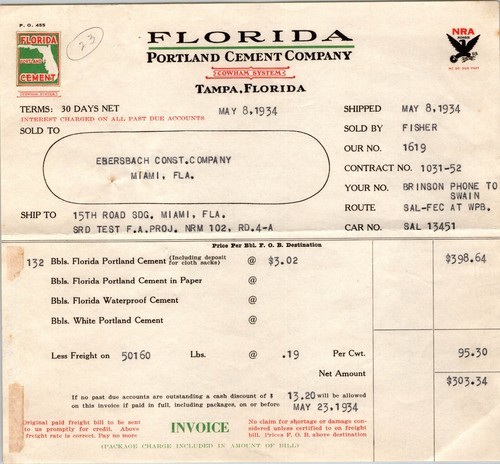 P. O. 455
FLORIDA
PORTLAND
CEMENT
COWHAM SYSTEM
23
FLORIDA
PORTLAND CEMENT COMPANY
COWHAM SYSTEM
TAMPA, FLORIDA
NRA
MEMBER
U.S.
WE DO OUR PART
TERMS: 30 DAYS NET
MAY 8,1934
INTEREST CHARGED ON ALL PAST DUE ACCOUNTS
SHIPPED MAY 8,1934
SOLD TO
SOLD BY FISHER
EBERSBACH CONST.COMPANY
MIAMI, FLA.
OUR NO. 1619
CONTRACT NO. 1031-52
YOUR NO. BRINSON PHONE TO
SWAIN
SHIP TO 15TH ROAD SDG. MIAMI, FLA.
SRD TEST F.A.PROJ. NRM 102, RD.4-A
ROUTE SAL-FEC AT WPB.
CAR NO. SAL 13451
Price Per Bbl. F. O. B. Destination
132 Bbls. Florida Portland Cement (Including deposit for cloth sacks) @ $3.02 $398.64
Bbls. Florida Portland Cement in Paper @
Bbls. Florida Waterproof Cement @
Bbls. White Portland Cement @
Less Freight on 50160 Lbs. @ .19 Per Cwt. 95.30
Net Amount $303.34
If no past due accounts are outstanding a cash discount of $ 13.20 will be allowed
on this invoice if paid in full, including packages, on or before MAY 23,1934
Original paid freight bill to be sent
to us promptly for credit. Above
freight rate is correct. Pay no more
INVOICE
No claim for shortage or damage con-
sidered unless certified on freight
bill. Prices F. O. B. above destination
(PACKAGE CHARGE INCLUDED IN AMOUNT OF BILL)